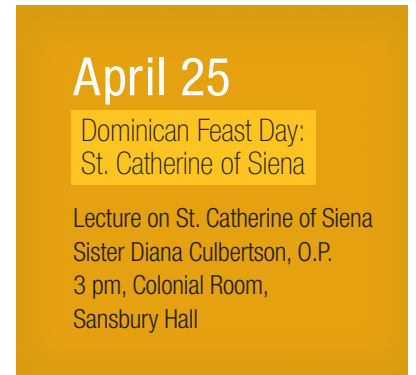 April 25
Dominican Feast Day:
St. Catherine of Siena
Lecture on St. Catherine of Siena
Sister Diana Culbertson, O.P.
3 pm, Colonial Room,
Sansbury Hall